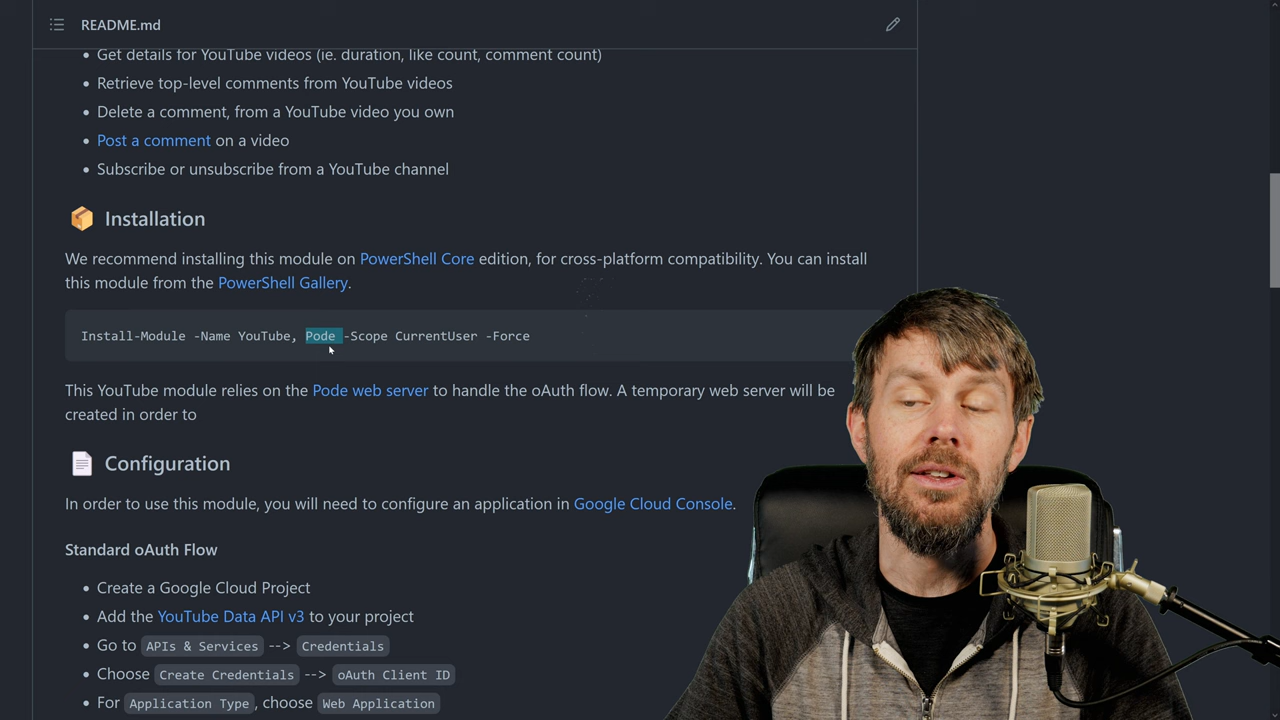 README.md
Get details for YouTube videos (ie. duration, like count, comment count)
Retrieve top-level comments from YouTube videos
Delete a comment, from a YouTube video you own
Post a comment on a video
Subscribe or unsubscribe from a YouTube channel
Installation
We recommend installing this module on PowerShell Core edition, for cross-platform compatibility. You can install
this module from the PowerShell Gallery.
Install-Module -Name YouTube, Pode -Scope CurrentUser -Force
This YouTube module relies on the Pode web server to handle the oAuth flow. A temporary web server will be
created in order to
Configuration
In order to use this module, you will need to configure an application in Google Cloud Console.
Standard oAuth Flow
Create a Google Cloud Project
Add the YouTube Data API v3 to your project
Go to APIs & Services --> Credentials
Choose Create Credentials --> oAuth Client ID
For Application Type, choose Web Application